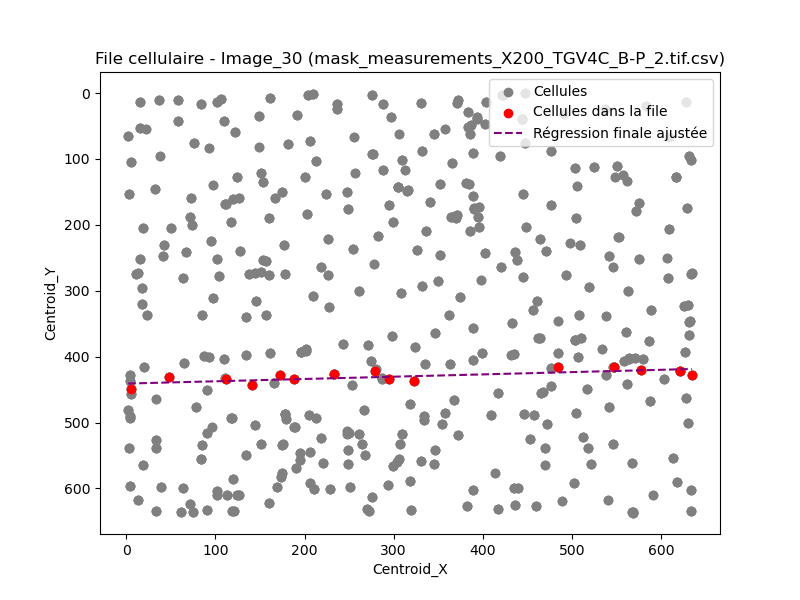 File cellulaire - Image_30 (mask_measurements_X200_TGV4C_B-P_2.tif.csv)
Cellules
Cellules dans la file
Régression finale ajustée
0
100
200
300
400
500
600
Centroid_Y
0 100 200 300 400 500 600
Centroid_X